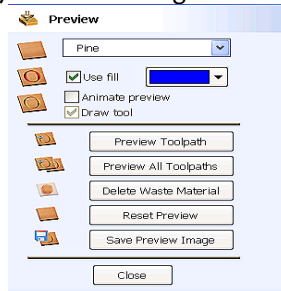 Preview
Pine
Use fill
Animate preview
Draw tool
Preview Toolpath
Preview All Toolpaths
Delete Waste Material
Reset Preview
Save Preview Image
Close